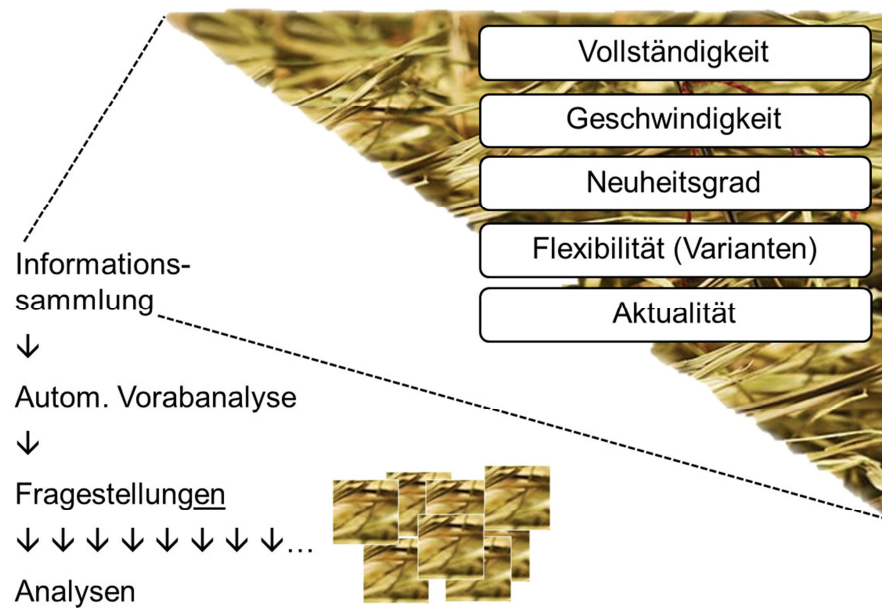 Vollständigkeit
Geschwindigkeit
Neuheitsgrad
Flexibilität (Varianten)
Aktualität
Informations-
sammlung
↓
Autom. Vorabanalyse
↓
Fragestellungen
↓ ↓ ↓ ↓ ↓ ↓ ↓ ↓...
Analysen